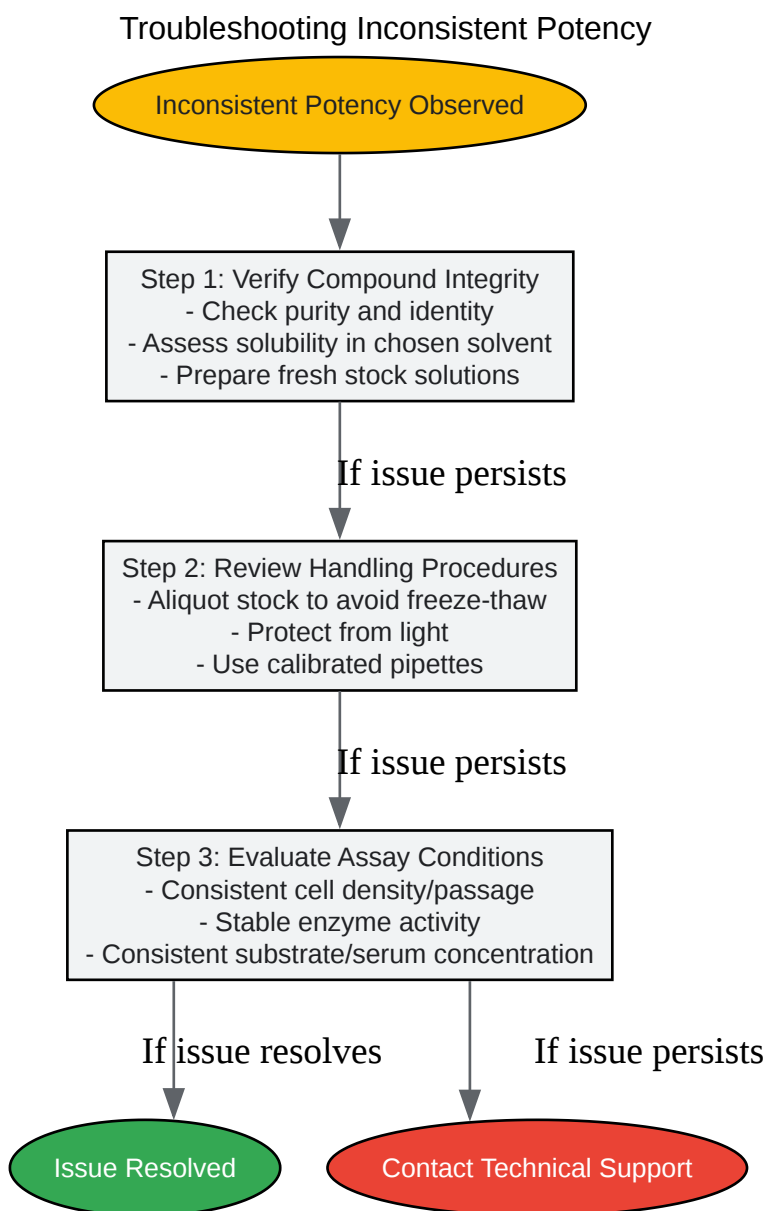 Troubleshooting Inconsistent Potency
Inconsistent Potency Observed
Step 1: Verify Compound Integrity
- Check purity and identity
- Assess solubility in chosen solvent
- Prepare fresh stock solutions
If issue persists
Step 2: Review Handling Procedures
- Aliquot stock to avoid freeze-thaw
- Protect from light
- Use calibrated pipettes
If issue persists
Step 3: Evaluate Assay Conditions
- Consistent cell density/passage
- Stable enzyme activity
- Consistent substrate/serum concentration
If issue resolves
If issue persists
Issue Resolved
Contact Technical Support